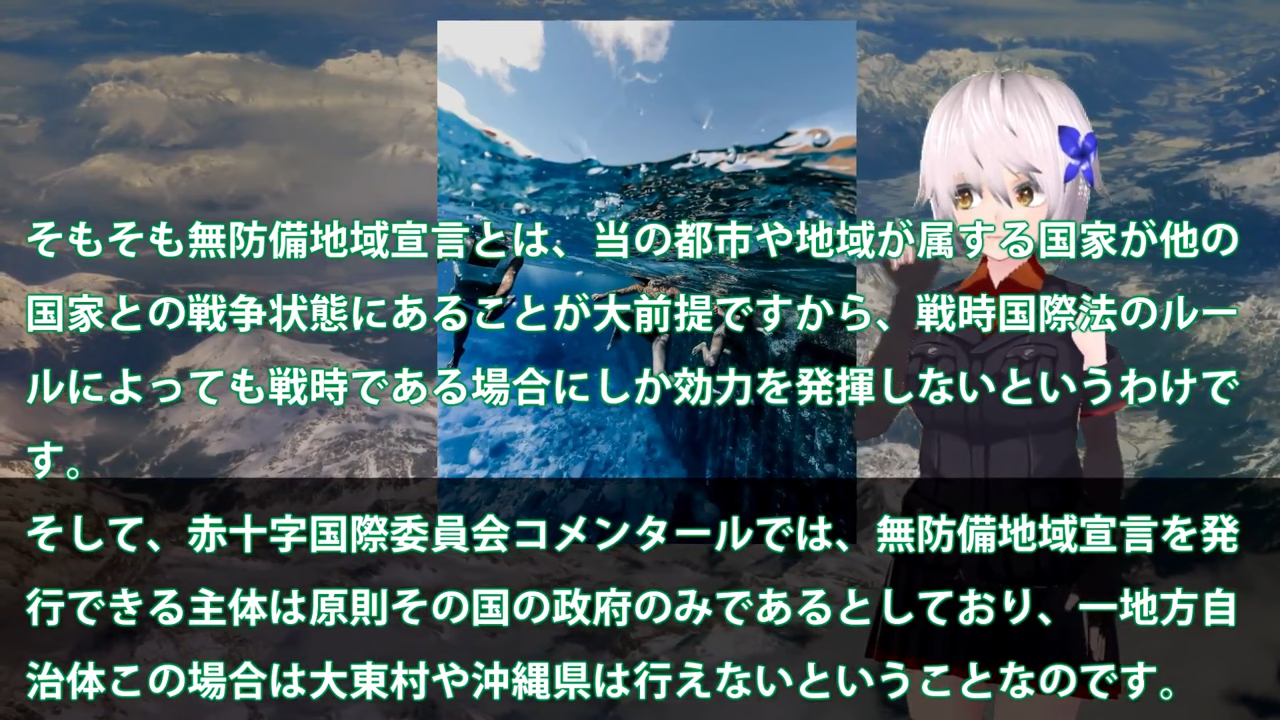 そもそも無防備地域宣言とは、当の都市や地域が属する国家が他の
国家との戦争状態にあることが大前提ですから、戦時国際法のルー
ルによっても戦時である場合にしか効力を発揮しないというわけで
す。
そして、赤十字国際委員会コメンタールでは、無防備地域宣言を発
行できる主体は原則その国の政府のみであるとしており、一地方自
治体この場合は大東村や沖縄県は行えないということなのです。